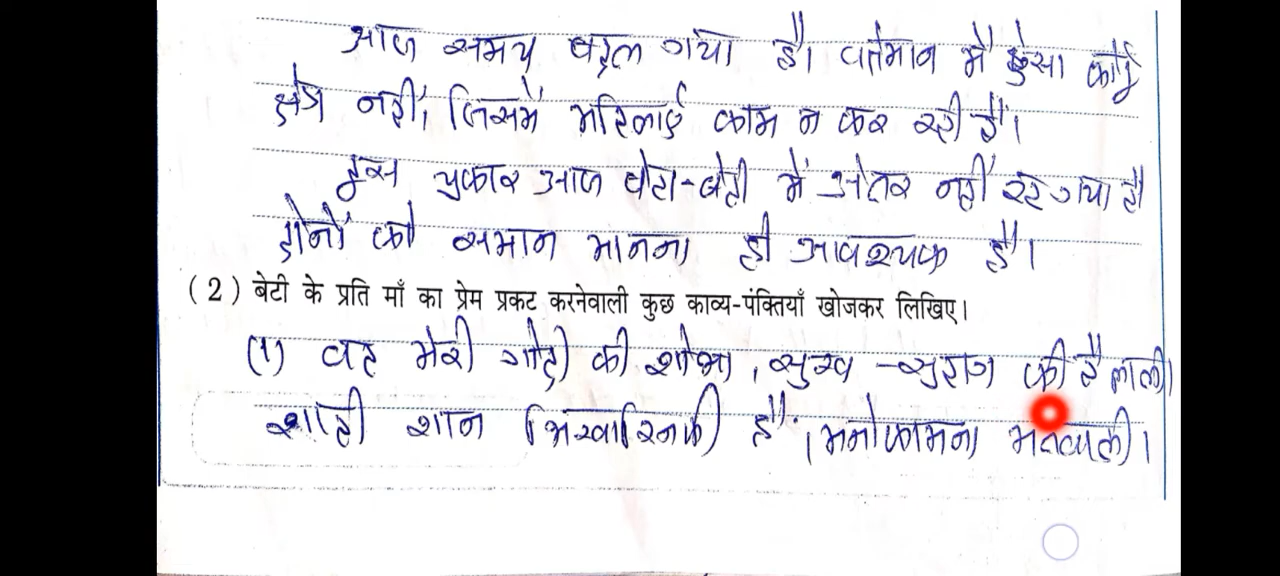 आज समय बदल गया है। वर्तमान में ऐसा कोई
क्षेत्र नहीं, जिसमें महिलाएँ काम न कर रही हैं।
इस प्रकार आज बेटा-बेटी में अंतर नहीं रह गया है।
दोनों को समान मानना ही आवश्यक है।
(2) बेटी के प्रति माँ का प्रेम प्रकट करनेवाली कुछ काव्य-पंक्तियाँ खोजकर लिखिए।
(1) वह मेरी गोदी की शोभा, सुख-सुहाग की है लाली।
शाही शान भिखारिनकी है, मनोकामना मतवाली।